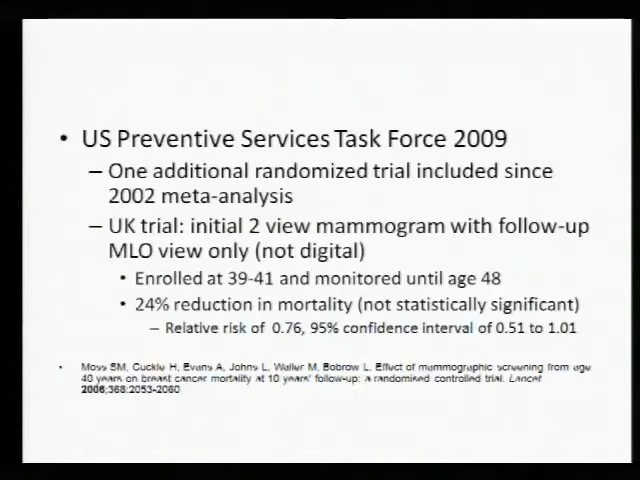 • US Preventive Services Task Force 2009
– One additional randomized trial included since
2002 meta-analysis
– UK trial: initial 2 view mammogram with follow-up
MLO view only (not digital)
• Enrolled at 39-41 and monitored until age 48
• 24% reduction in mortality (not statistically significant)
– Relative risk of 0.76, 95% confidence interval of 0.51 to 1.01
• Moss SM, Cuckle H, Evans A, Johns L, Waller M, Bobrow L. Effect of mammographic screening from age
40 years on breast cancer mortality at 10 years' follow-up: a randomised controlled trial. Lancet
2006;368:2053-2060